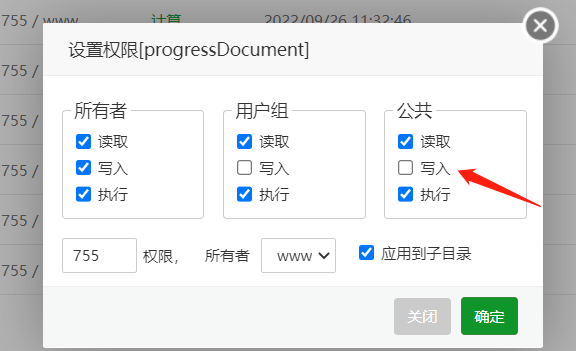 755 / www 计算 2022/09/26 11:32:46
设置权限[progressDocument]
755 /
755 /
所有者 用户组 公共
读取 读取 读取
755 /
写入 写入 写入
执行 执行 执行
755 /
755 权限， 所有者 www 应用到子目录
755 /
关闭 确定